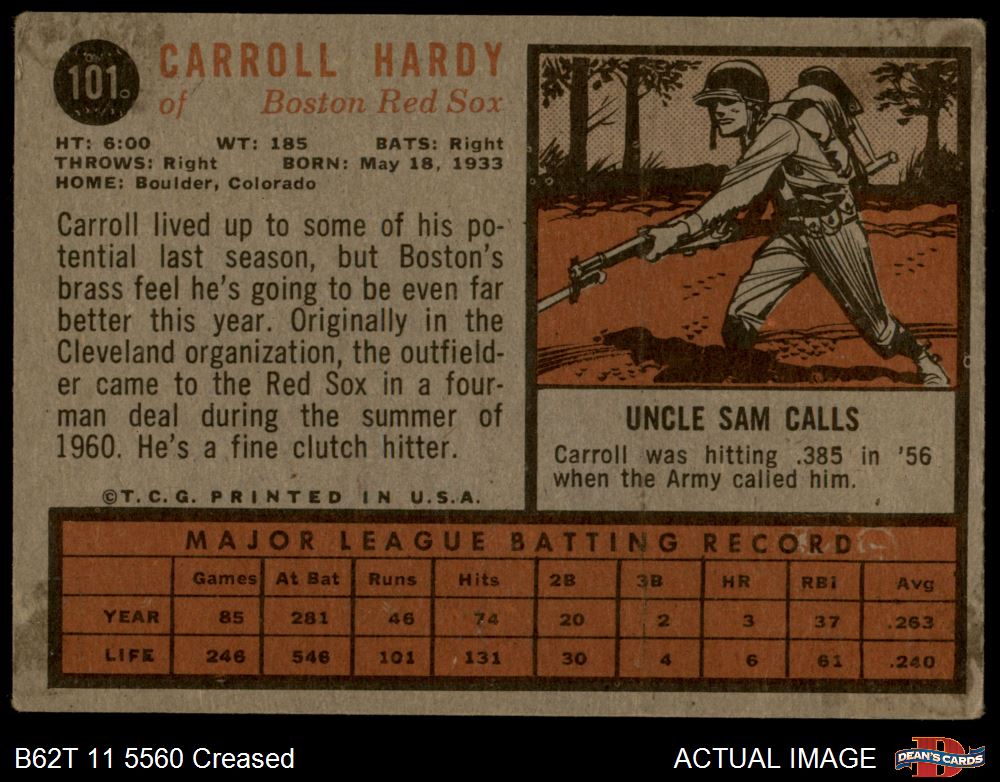 101
CARROLL HARDY
of Boston Red Sox
HT: 6:00 WT: 185 BATS: Right
THROWS: Right BORN: May 18, 1933
HOME: Boulder, Colorado
Carroll lived up to some of his po-
tential last season, but Boston's
brass feel he's going to be even far
better this year. Originally in the
Cleveland organization, the outfield-
er came to the Red Sox in a four-
man deal during the summer of
1960. He's a fine clutch hitter.
©T.C.G. PRINTED IN U.S.A.
UNCLE SAM CALLS
Carroll was hitting .385 in '56
when the Army called him.
MAJOR LEAGUE BATTING RECORD
Games At Bat Runs Hits 2B 3B HR RBI Avg
YEAR 85 281 46 74 20 2 3 37 .263
LIFE 246 546 101 131 30 4 6 61 .240
B62T 11 5560 Creased
ACTUAL IMAGE
D
DEAN'S CARDS